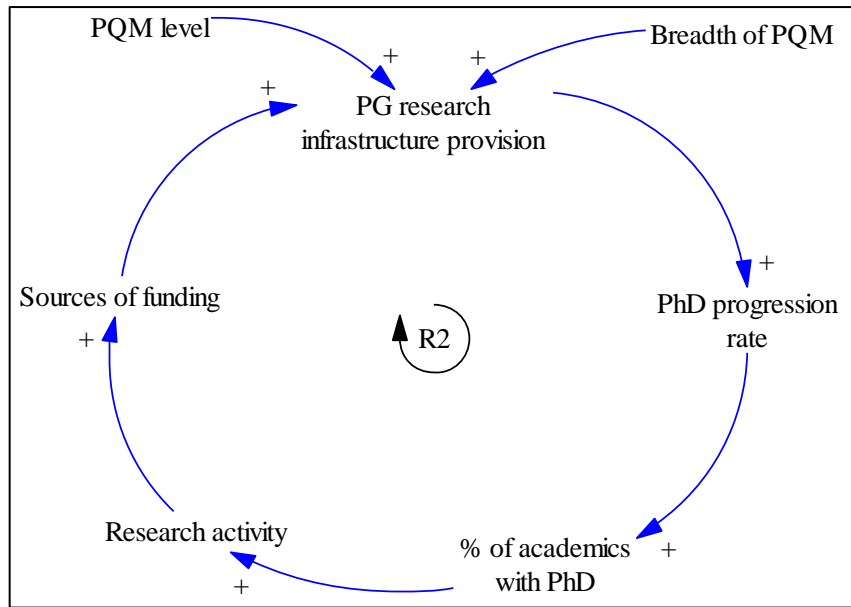 PQM level
Breadth of PQM
+
+
+
PG research
infrastructure provision
+
Sources of funding
PhD progression
rate
+
R2
Research activity
% of academics
with PhD
+
+